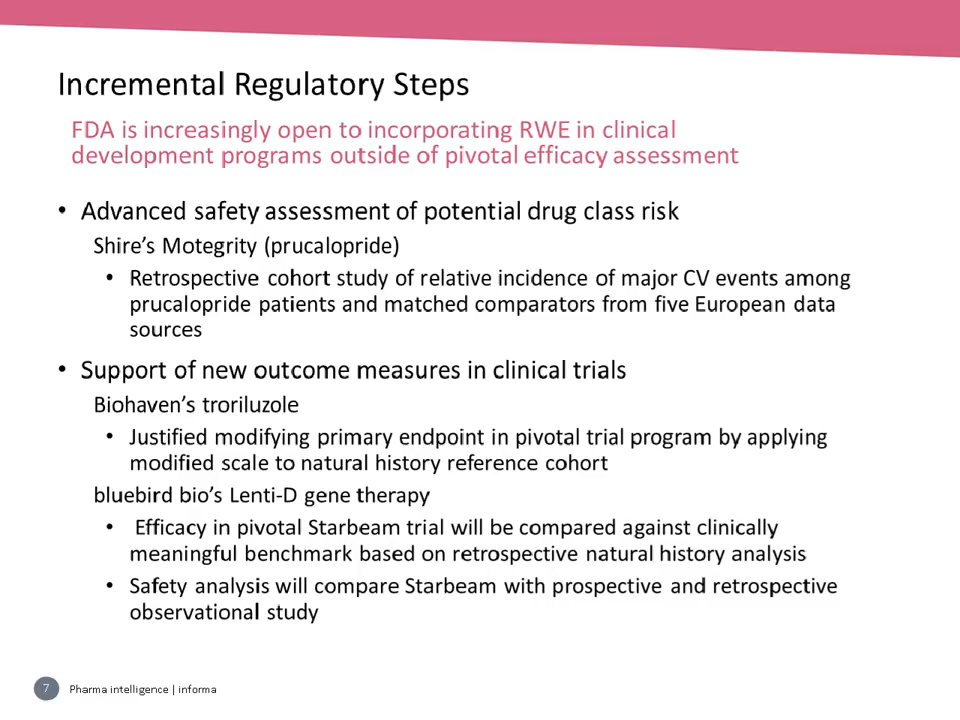 Incremental Regulatory Steps
FDA is increasingly open to incorporating RWE in clinical
development programs outside of pivotal efficacy assessment
• Advanced safety assessment of potential drug class risk
Shire’s Motegrity (prucalopride)
• Retrospective cohort study of relative incidence of major CV events among
prucalopride patients and matched comparators from five European data
sources
• Support of new outcome measures in clinical trials
Biohaven’s troriluzole
• Justified modifying primary endpoint in pivotal trial program by applying
modified scale to natural history reference cohort
bluebird bio’s Lenti-D gene therapy
• Efficacy in pivotal Starbeam trial will be compared against clinically
meaningful benchmark based on retrospective natural history analysis
• Safety analysis will compare Starbeam with prospective and retrospective
observational study
7 Pharma intelligence | informa